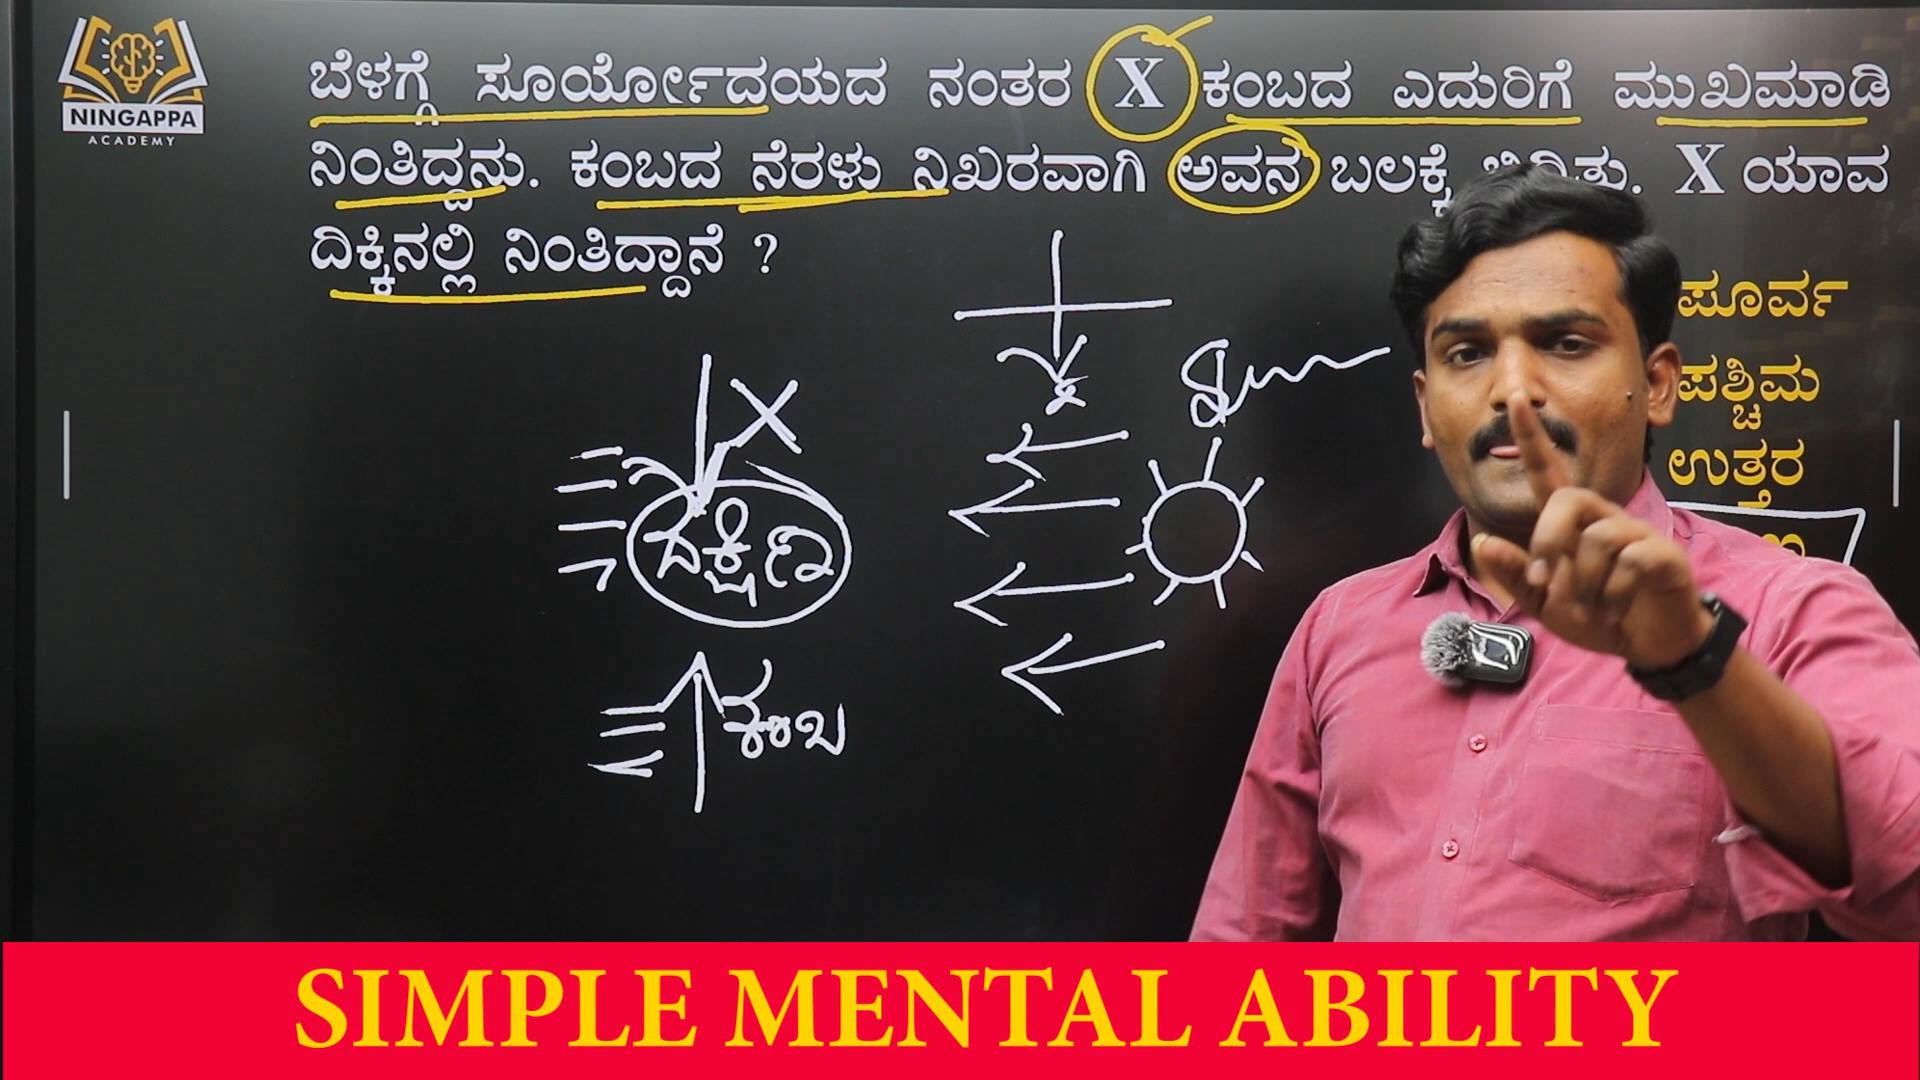 NINGAPPA
ACADEMY
ಬೆಳಗ್ಗೆ ಸೂರ್ಯೋದಯದ ನಂತರ X ಕಂಬದ ಎದುರಿಗೆ ಮುಖಮಾಡಿ
ನಿಂತಿದ್ದನು. ಕಂಬದ ನೆರಳು ನಿಖರವಾಗಿ ಅವನ ಬಲಕ್ಕೆ X ಯಾವ
ದಿಕ್ಕಿನಲ್ಲಿ ನಿಂತಿದ್ದಾನೆ ?
ಪೂರ್ವ
ಪಶ್ಚಿಮ
ಉತ್ತರ
Sun
X
ದಕ್ಷಿಣ
ಕಂಬ
SIMPLE MENTAL ABILITY